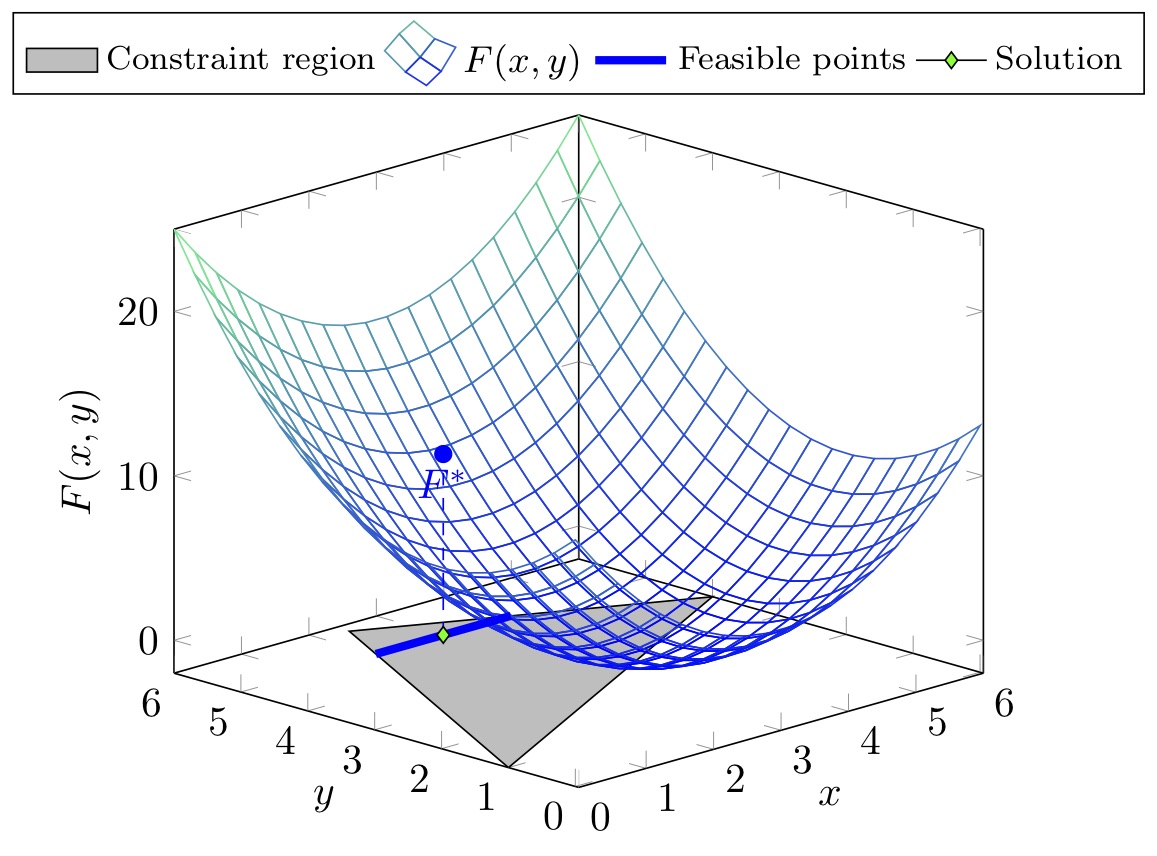 Constraint region F(x, y) Feasible points Solution
20
10
0
F(x, y)
F*
6 5 4 3 2 1 0
y
0 1 2 3 4 5 6
x